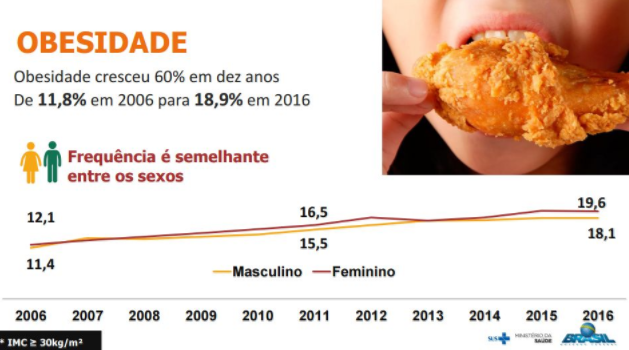 OBESIDADE
Obesidade cresceu 60% em dez anos
De 11,8% em 2006 para 18,9% em 2016
Frequência é semelhante
entre os sexos
12,1
16,5
19,6
11,4
15,5
18,1
Masculino
Feminino
2006 2007 2008 2009 2010 2011 2012 2013 2014 2015 2016
* IMC ≥ 30kg/m²
SUS
MINISTÉRIO DA
SAÚDE
BRASIL